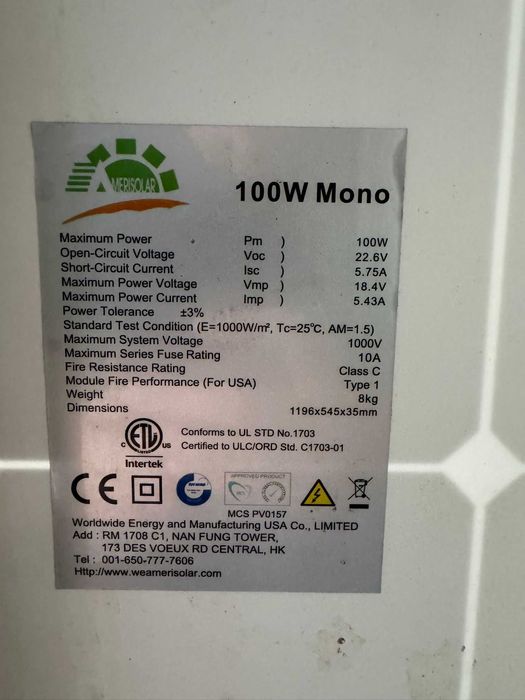 AMERISOLAR
100W Mono
Maximum Power Pm ) 100W
Open-Circuit Voltage Voc ) 22.6V
Short-Circuit Current Isc ) 5.75A
Maximum Power Voltage Vmp ) 18.4V
Maximum Power Current Imp ) 5.43A
Power Tolerance ±3%
Standard Test Condition (E=1000W/m², Tc=25°C, AM=1.5)
Maximum System Voltage 1000V
Maximum Series Fuse Rating 10A
Fire Resistance Rating Class C
Module Fire Performance (For USA) Type 1
Weight 8kg
Dimensions 1196x545x35mm
ETL
C US
Intertek
Conforms to UL STD No.1703
Certified to ULC/ORD Std. C1703-01
CE
APPROVED PRODUCT
MCS PV0157
Worldwide Energy and Manufacturing USA Co., LIMITED
Add : RM 1708 C1, NAN FUNG TOWER,
173 DES VOEUX RD CENTRAL, HK
Tel : 001-650-777-7606
Http://www.weamerisolar.com